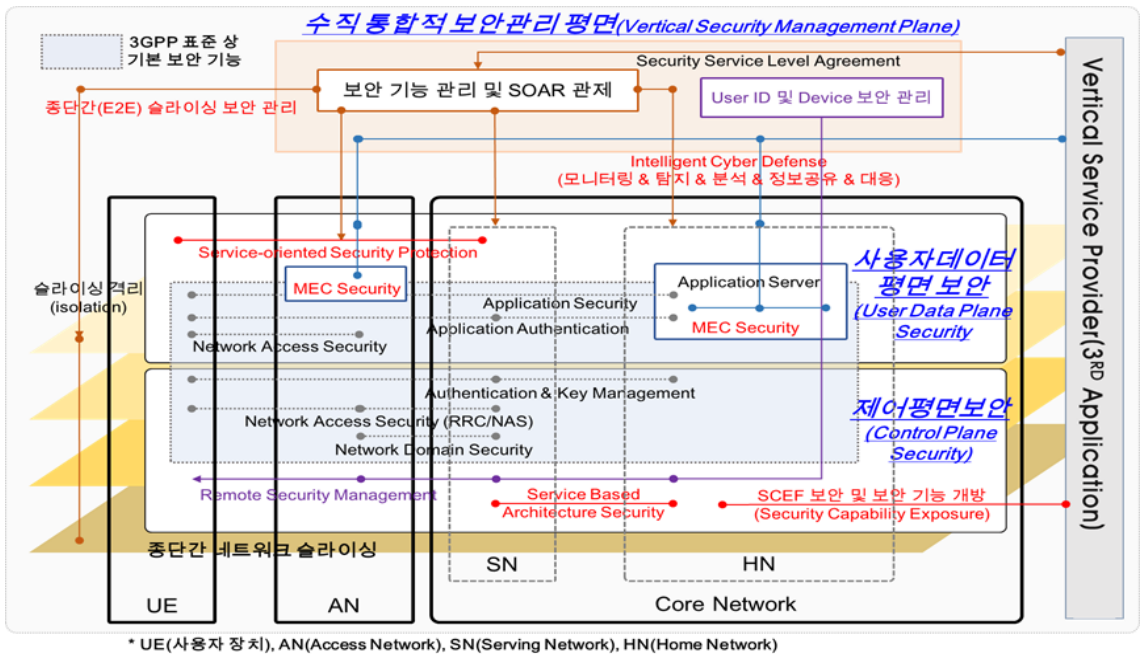 수직 통합적 보안관리 평면(Vertical Security Management Plane)
3GPP 표준 상
기본 보안 기능
Security Service Level Agreement
보안 기능 관리 및 SOAR 관제
User ID 및 Device 보안 관리
종단간(E2E) 슬라이싱 보안 관리
Intelligent Cyber Defense
(모니터링 & 탐지 & 분석 & 정보공유 & 대응)
Vertical Service Provider(3RD Application)
Service-oriented Security Protection
사용자데이터
평면 보안
(User Data Plane
Security
슬라이싱 격리
(isolation)
MEC Security
Application Server
MEC Security
Application Security
Application Authentication
Network Access Security
Authentication & Key Management
제어평면보안
(Control Plane
Security)
Network Access Security (RRC/NAS)
Network Domain Security
Remote Security Management
Service Based
Architecture Security
SCEF 보안 및 보안 기능 개방
(Security Capability Exposure)
종단간 네트워크 슬라이싱
SN
HN
UE
AN
Core Network
* UE(사용자 장치), AN(Access Network), SN(Serving Network), HN(Home Network)